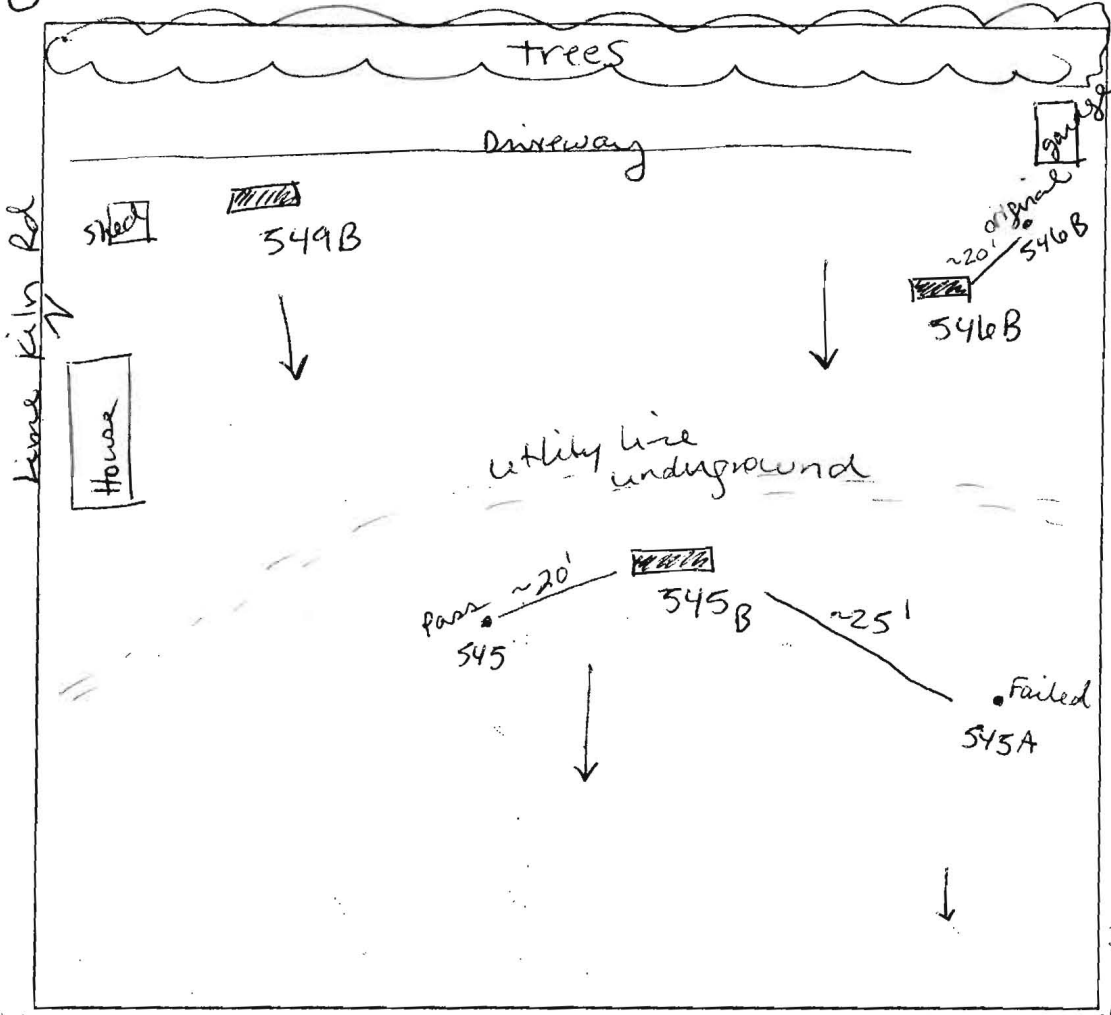 trees
Driveway
garage
shed
549B
original
~20'
546B
546B
Lime Kiln Rd
House
utility line
underground
pass ~20'
545
545B
~25'
Failed
545A